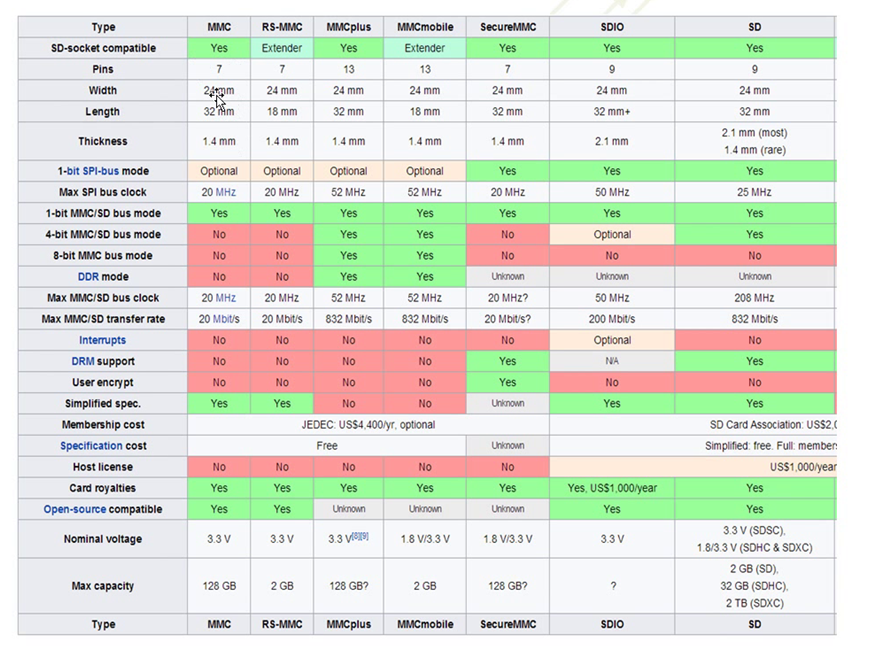 Type MMC RS-MMC MMCplus MMCmobile SecureMMC SDIO SD
SD-socket compatible Yes Extender Yes Extender Yes Yes Yes
Pins 7 7 13 13 7 9 9
Width 24 mm 24 mm 24 mm 24 mm 24 mm 24 mm 24 mm
Length 32 mm 18 mm 32 mm 18 mm 32 mm 32 mm+ 32 mm
Thickness 1.4 mm 1.4 mm 1.4 mm 1.4 mm 1.4 mm 2.1 mm 2.1 mm (most)
1.4 mm (rare)
1-bit SPI-bus mode Optional Optional Optional Optional Yes Yes Yes
Max SPI bus clock 20 MHz 20 MHz 52 MHz 52 MHz 20 MHz 50 MHz 25 MHz
1-bit MMC/SD bus mode Yes Yes Yes Yes Yes Yes Yes
4-bit MMC/SD bus mode No No Yes Yes No Optional Yes
8-bit MMC bus mode No No Yes Yes No No No
DDR mode No No Yes Yes Unknown Unknown Unknown
Max MMC/SD bus clock 20 MHz 20 MHz 52 MHz 52 MHz 20 MHz? 50 MHz 208 MHz
Max MMC/SD transfer rate 20 Mbit/s 20 Mbit/s 832 Mbit/s 832 Mbit/s 20 Mbit/s? 200 Mbit/s 832 Mbit/s
Interrupts No No No No No Optional No
DRM support No No No No Yes N/A Yes
User encrypt No No No No Yes No No
Simplified spec. Yes Yes No No Unknown Yes Yes
Membership cost JEDEC: US$4,400/yr, optional SD Card Association: US$2,0
Specification cost Free Unknown Simplified: free. Full: members
Host license No No No No No US$1,000/year
Card royalties Yes Yes Yes Yes Yes Yes, US$1,000/year Yes
Open-source compatible Yes Yes Unknown Unknown Unknown Yes Yes
Nominal voltage 3.3 V 3.3 V 3.3 V[8][9] 1.8 V/3.3 V 1.8 V/3.3 V 3.3 V 3.3 V (SDSC),
1.8/3.3 V (SDHC & SDXC)
Max capacity 128 GB 2 GB 128 GB? 2 GB 128 GB? ? 2 GB (SD),
32 GB (SDHC),
2 TB (SDXC)
Type MMC RS-MMC MMCplus MMCmobile SecureMMC SDIO SD